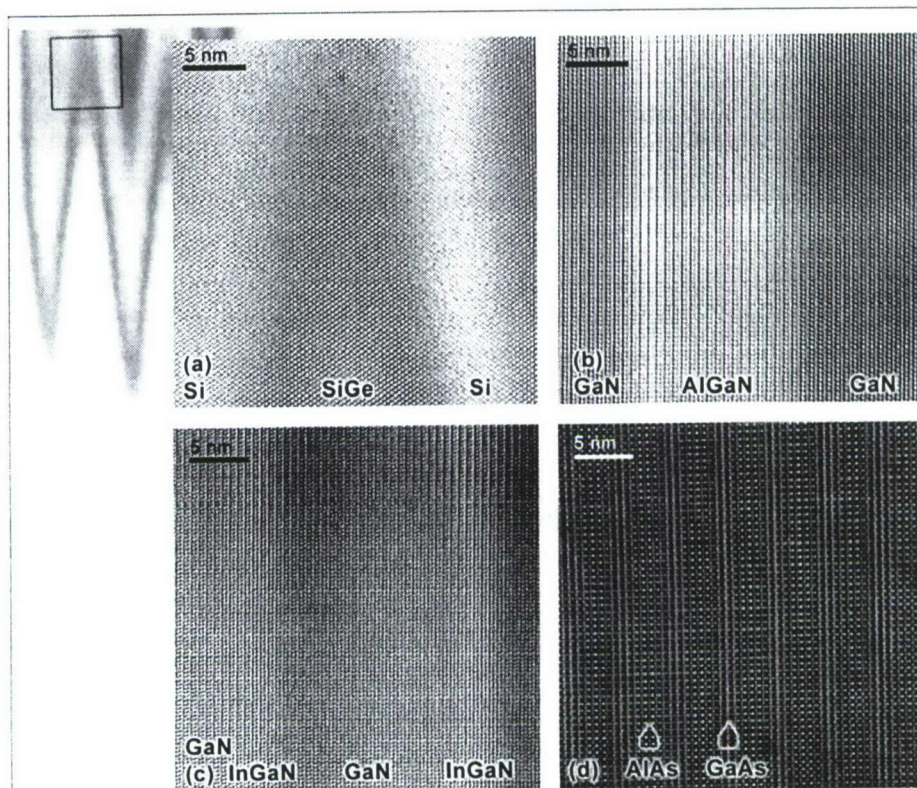 5 nm
(a)
Si SiGe Si
5 nm
(b)
GaN AlGaN GaN
5 nm
GaN
(c) InGaN GaN InGaN
5 nm
(d) AlAs GaAs